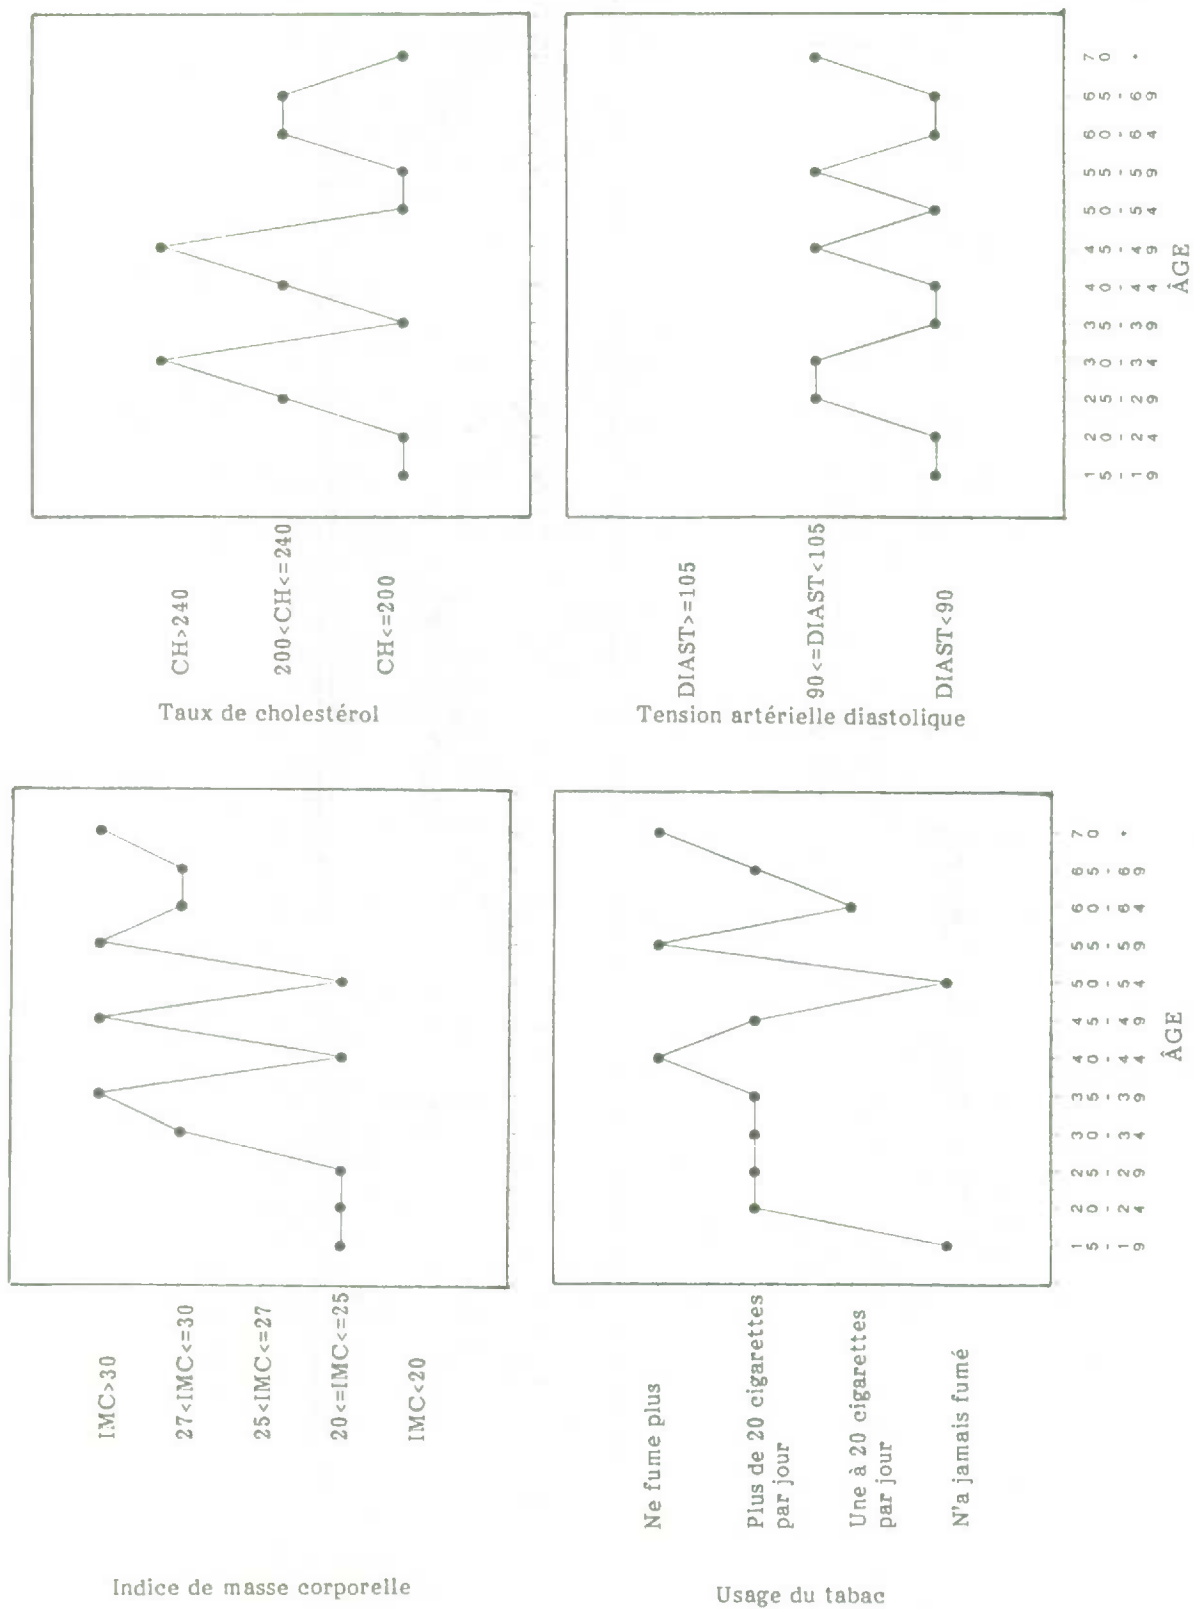 Indice de masse corporelle
IMC>30
27<IMC<=30
25<IMC<=27
20<=IMC<=25
IMC<20
Taux de cholestérol
CH>240
200<CH<=240
CH<=200
Usage du tabac
Ne fume plus
Plus de 20 cigarettes
par jour
Une à 20 cigarettes
par jour
N'a jamais fumé
15-19 20-24 25-29 30-34 35-39 40-44 45-49 50-54 55-59 60-64 65-69 70+
ÂGE
Tension artérielle diastolique
DIAST>=105
90<=DIAST<105
DIAST<90
15-19 20-24 25-29 30-34 35-39 40-44 45-49 50-54 55-59 60-64 65-69 70+
ÂGE